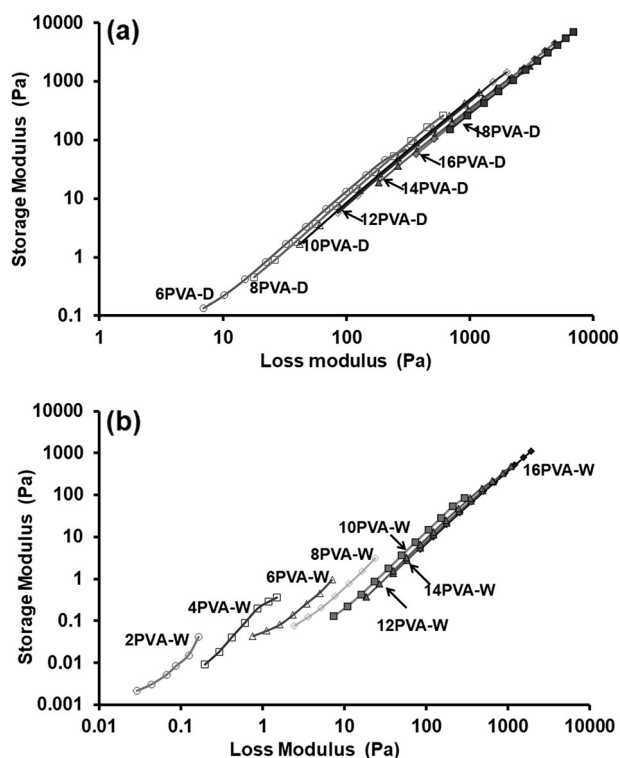 (a)
10000
1000
100
10
1
0.1
Storage Modulus (Pa)
18PVA-D
16PVA-D
14PVA-D
12PVA-D
10PVA-D
8PVA-D
6PVA-D
1 10 100 1000 10000
Loss modulus (Pa)
(b)
10000
1000
100
10
1
0.1
0.01
0.001
Storage Modulus (Pa)
16PVA-W
10PVA-W
8PVA-W
6PVA-W
14PVA-W
4PVA-W
12PVA-W
2PVA-W
0.01 0.1 1 10 100 1000 10000
Loss Modulus (Pa)